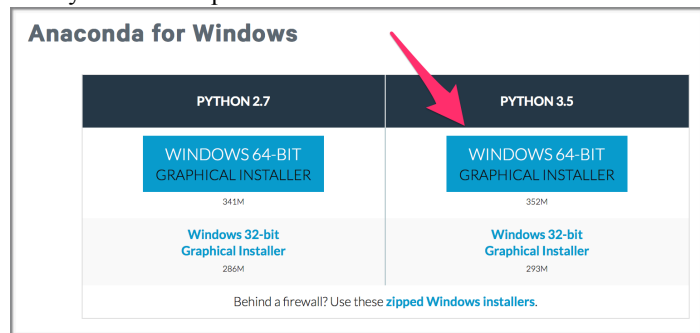 Anaconda for Windows
PYTHON 2.7
PYTHON 3.5
WINDOWS 64-BIT
GRAPHICAL INSTALLER
341M
WINDOWS 64-BIT
GRAPHICAL INSTALLER
352M
Windows 32-bit
Graphical Installer
286M
Windows 32-bit
Graphical Installer
293M
Behind a firewall? Use these zipped Windows installers.